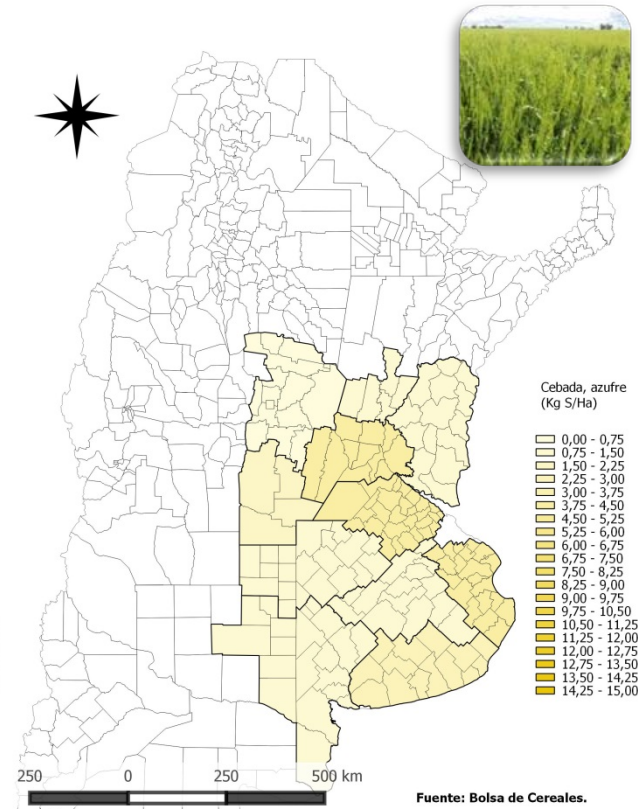 Cebada, azufre
(Kg S/Ha)
0,00 - 0,75
0,75 - 1,50
1,50 - 2,25
2,25 - 3,00
3,00 - 3,75
3,75 - 4,50
4,50 - 5,25
5,25 - 6,00
6,00 - 6,75
6,75 - 7,50
7,50 - 8,25
8,25 - 9,00
9,00 - 9,75
9,75 - 10,50
10,50 - 11,25
11,25 - 12,00
12,00 - 12,75
12,75 - 13,50
13,50 - 14,25
14,25 - 15,00
250 0 250 500 km
Fuente: Bolsa de Cereales.